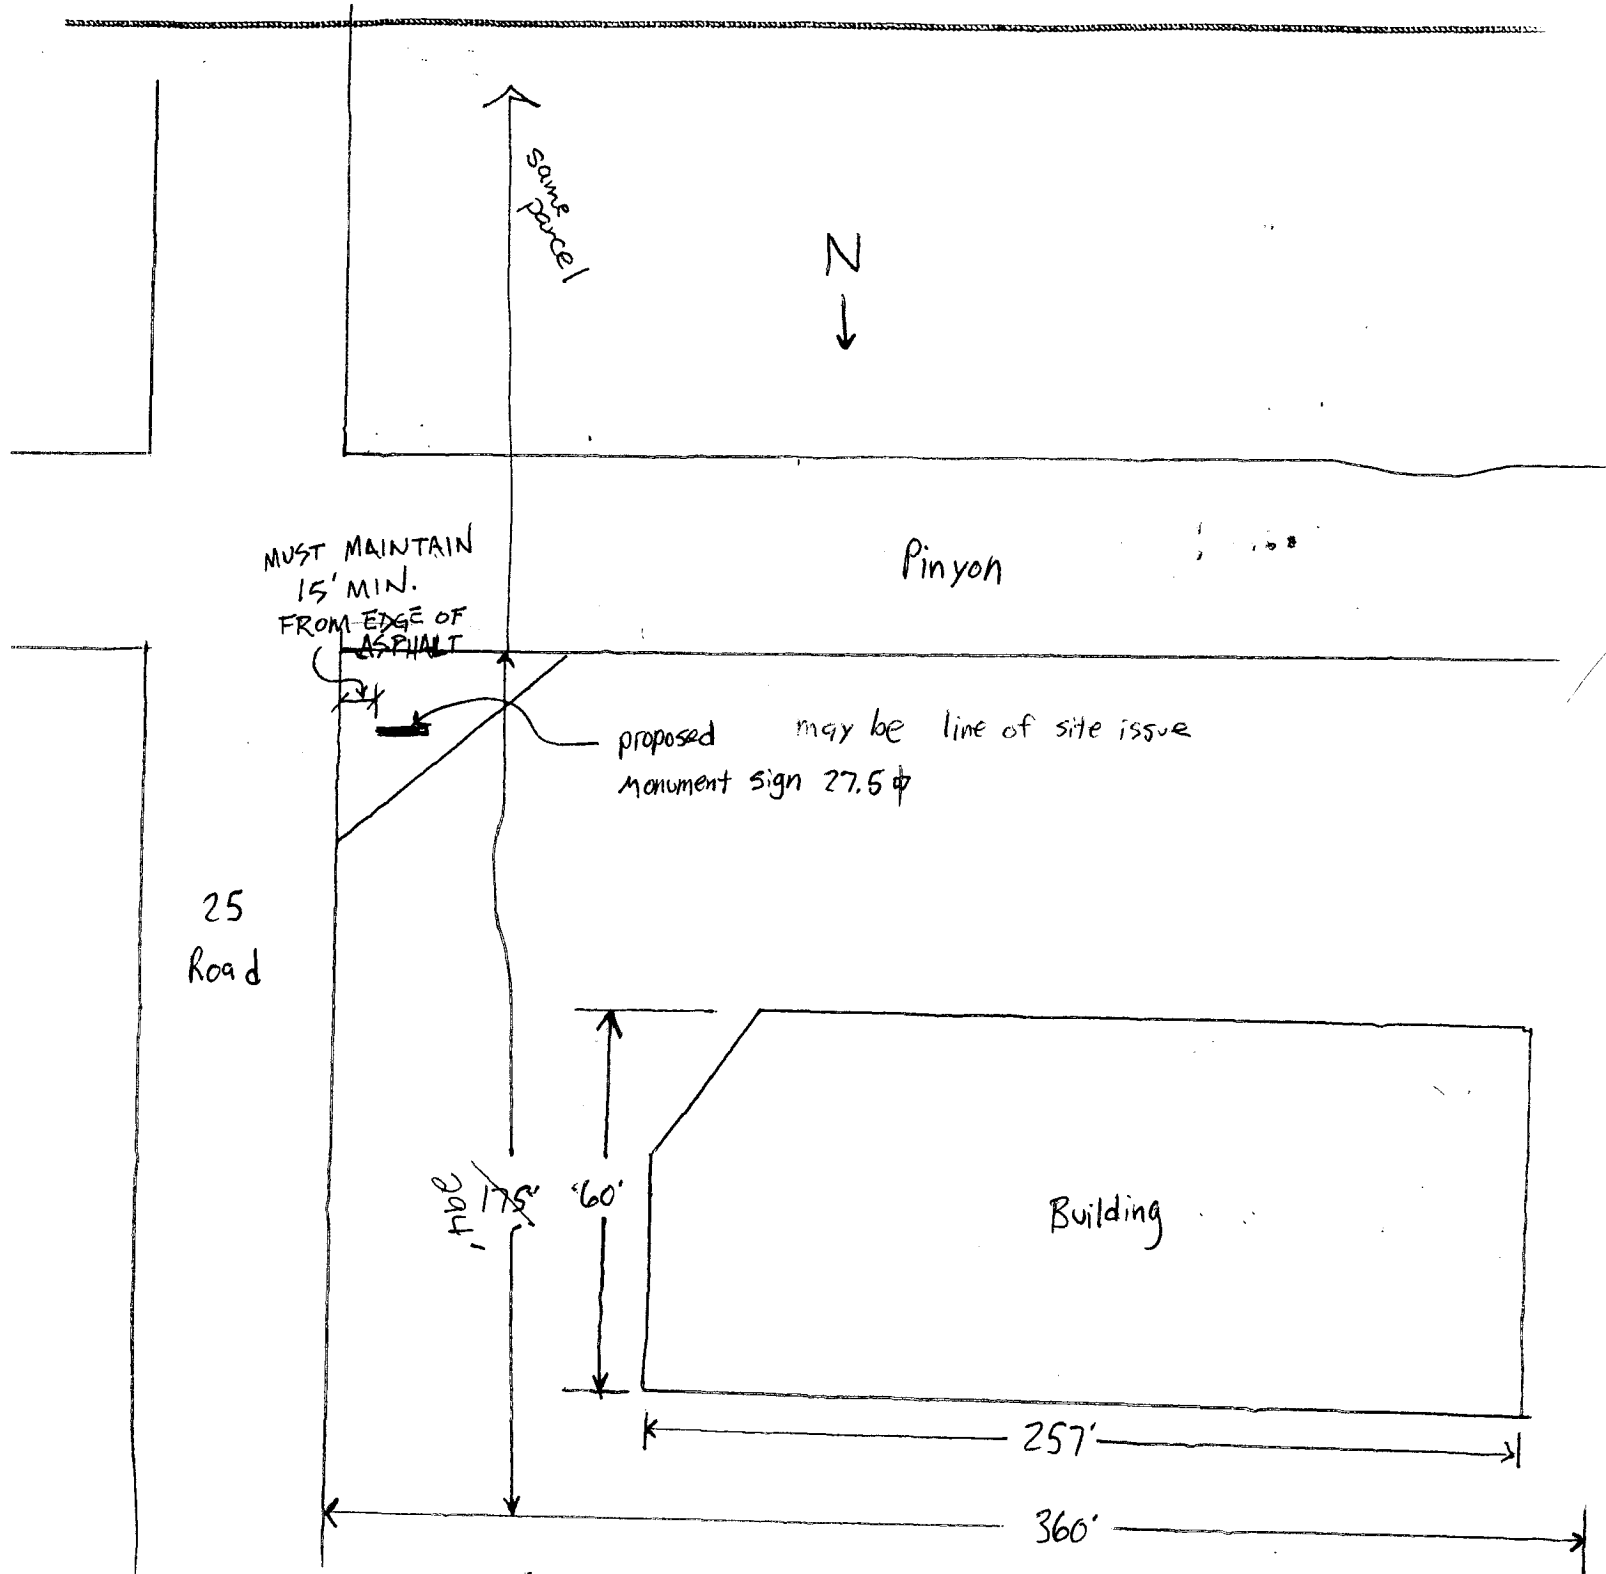 same
parcel
N
MUST MAINTAIN
15' MIN.
FROM EDGE OF
ASPHALT
Pinyon
proposed may be line of site issue
Monument sign 27.5 ф
25
Road
175'
264'
60'
Building
257'
360'